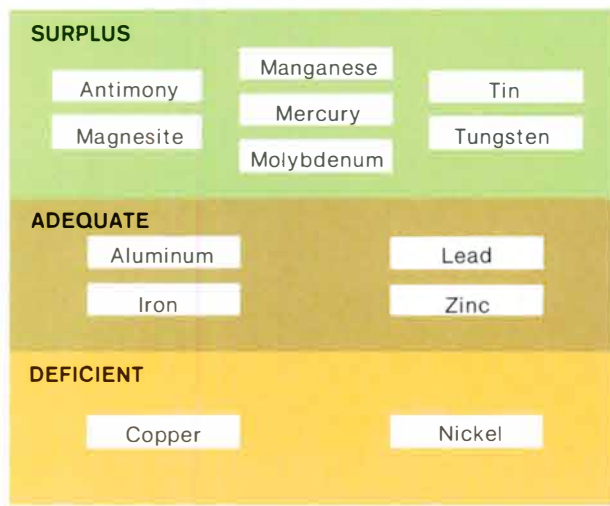 SURPLUS
Antimony
Manganese
Tin
Magnesite
Mercury
Tungsten
Molybdenum
ADEQUATE
Aluminum
Lead
Iron
Zinc
DEFICIENT
Copper
Nickel